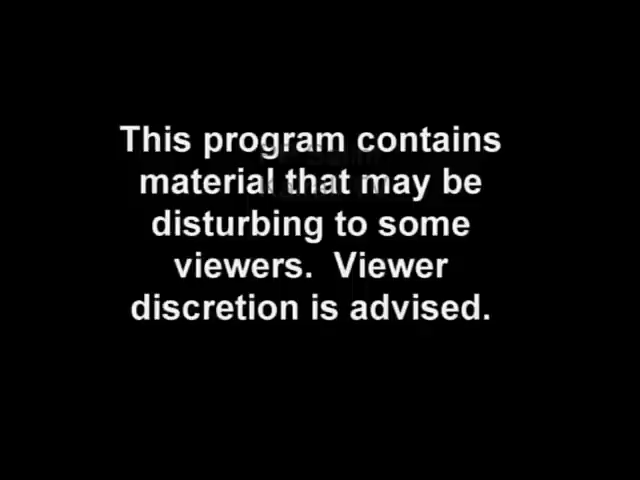 This program contains
material that may be
disturbing to some
viewers.  Viewer
discretion is advised.